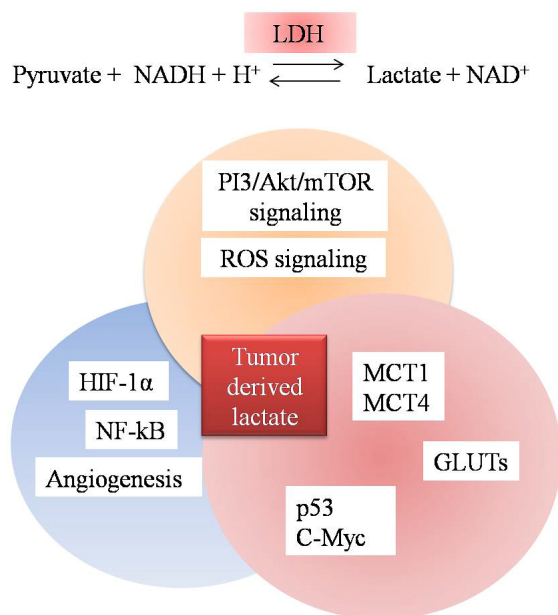 LDH
Pyruvate + NADH + H⁺ ⇌ Lactate + NAD⁺
PI3/Akt/mTOR
signaling
ROS signaling
Tumor
derived
lactate
HIF-1α
NF-kB
Angiogenesis
MCT1
MCT4
GLUTs
p53
C-Myc